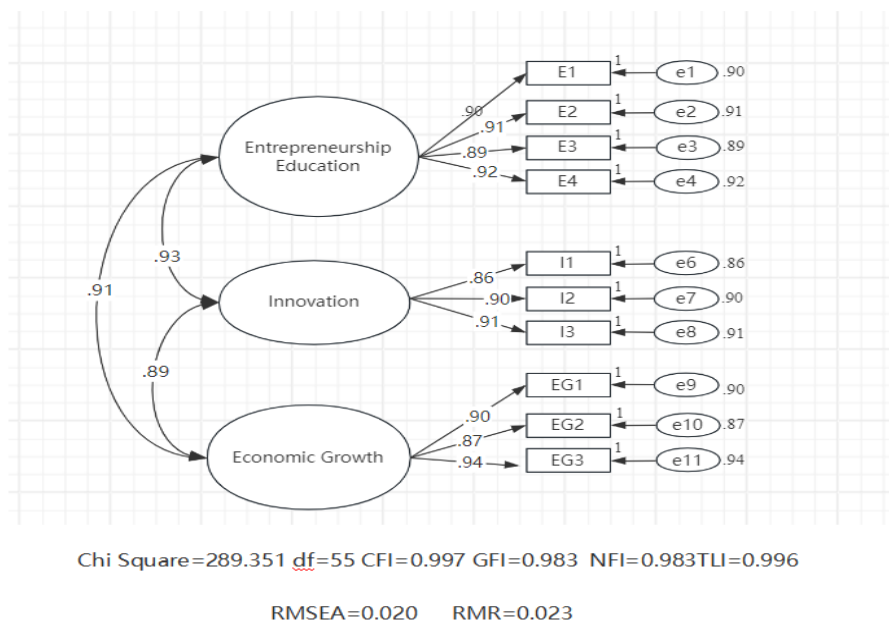 1
E1
e1
.90
.90
1
E2
e2
.91
.91
Entrepreneurship
Education
1
E3
e3
.89
.89
1
E4
e4
.92
.92
.93
.91
1
I1
e6
.86
.86
Innovation
1
I2
e7
.90
.90
1
I3
e8
.91
.91
.89
1
EG1
e9
.90
.90
1
EG2
e10
.87
.87
Economic Growth
1
EG3
e11
.94
.94
Chi Square=289.351 df=55 CFI=0.997 GFI=0.983 NFI=0.983TLI=0.996
RMSEA=0.020 RMR=0.023